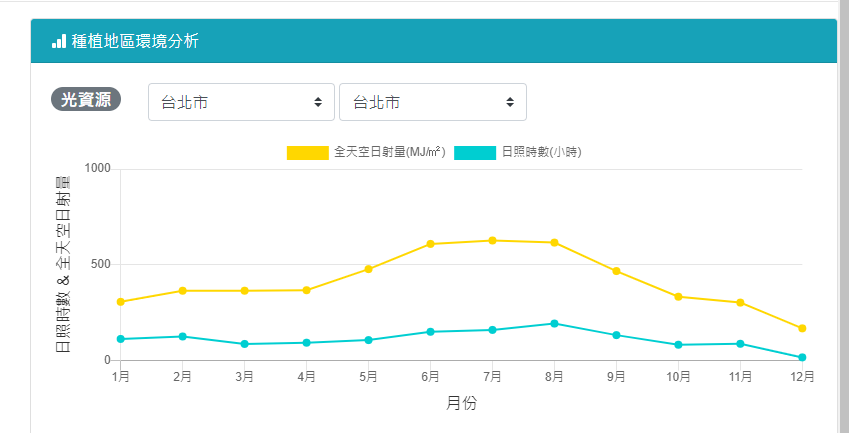 種植地區環境分析
光資源
台北市
台北市
全天空日射量(MJ/㎡)
日照時數(小時)
日照時數 & 全天空日射量
1000
500
0
1月
2月
3月
4月
5月
6月
7月
8月
9月
10月
11月
12月
月份